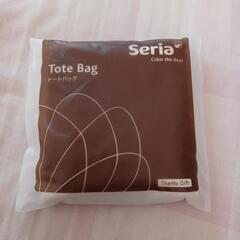 Seria
Color the days
Tote Bag
トートバッグ
Thanks Gift